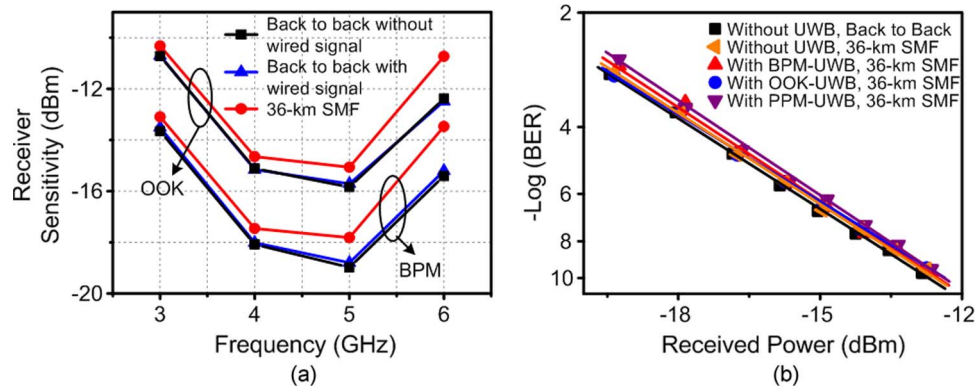 Receiver
Sensitivity (dBm)
-12
-16
-20
Back to back without
wired signal
Back to back with
wired signal
36-km SMF
OOK
BPM
3
4
5
6
Frequency (GHz)
(a)
-Log (BER)
2
4
6
8
10
Without UWB, Back to Back
Without UWB, 36-km SMF
With BPM-UWB, 36-km SMF
With OOK-UWB, 36-km SMF
With PPM-UWB, 36-km SMF
-18
-15
-12
Received Power (dBm)
(b)